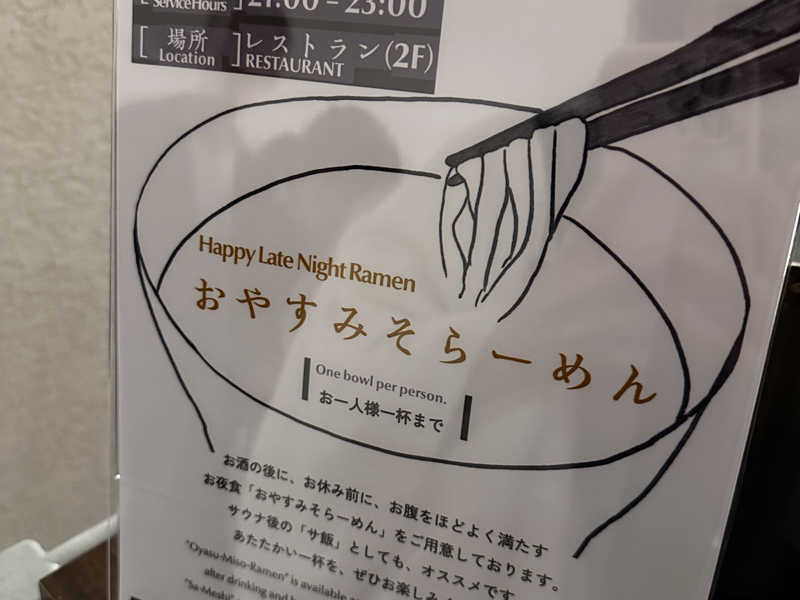 [ Service Hours ] 21:00 – 23:00
[ 場所 Location ] レストラン(2F)
RESTAURANT
Happy Late Night Ramen
おやすみそらーめん
One bowl per person.
お一人様一杯まで
お酒の後に、お休み前に、お腹をほどよく満たす
お夜食「おやすみそらーめん」をご用意しております。
サウナ後の「サ飯」としても、オススメです
あたたかい一杯を、ぜひお楽しみ
"Oyasu-Miso-Ramen" is available
after drinking and
"Sa-Meshi"